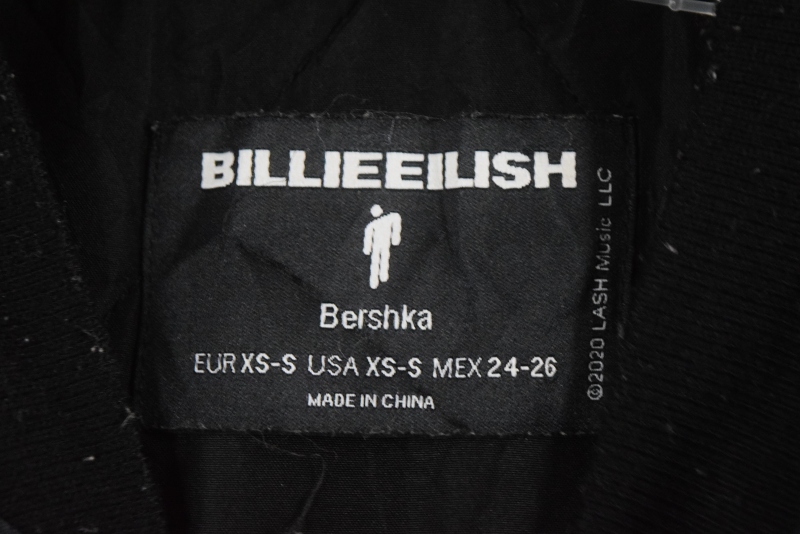 BILLIEEILISH
Bershka
EUR XS-S USA XS-S MEX 24-26
MADE IN CHINA
©2020 LASH Music LLC